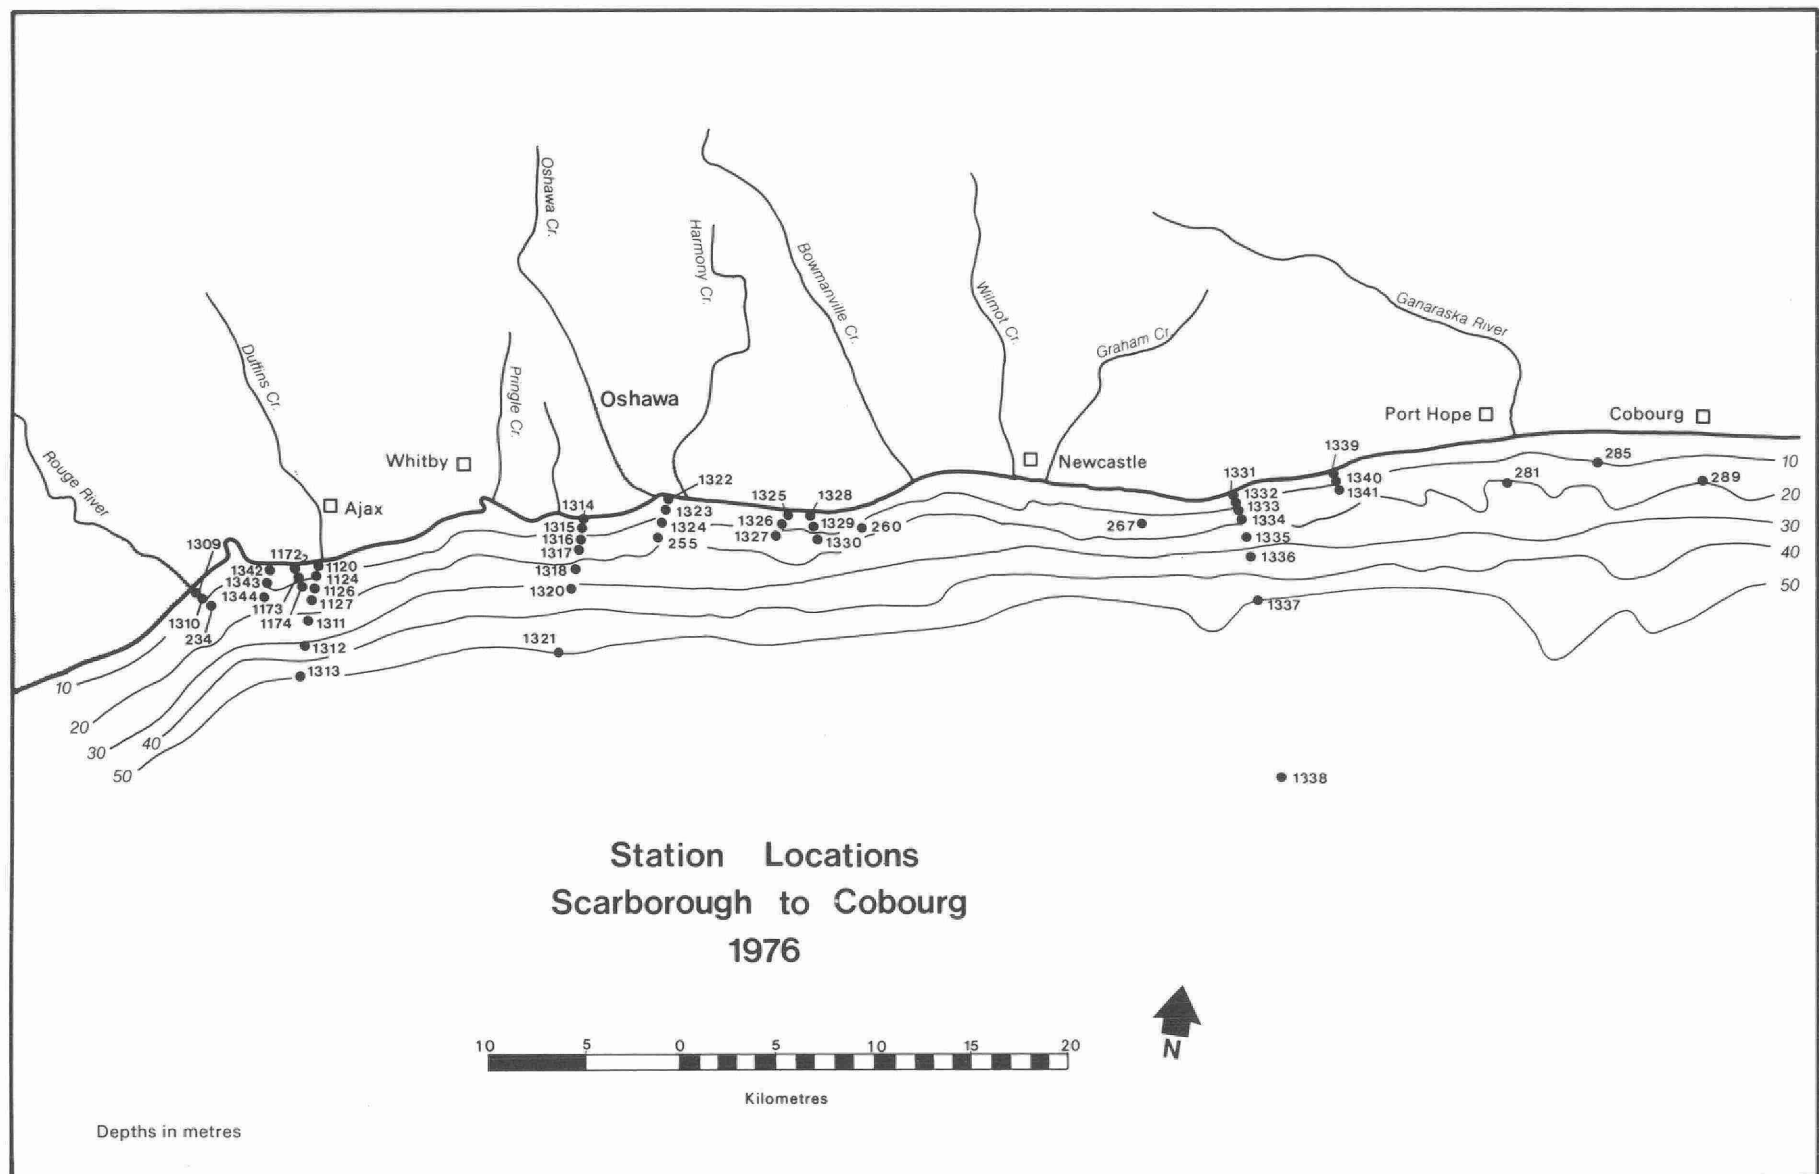 Oshawa Cr.
Harmony Cr.
Bowmanville Cr.
Wilmot Cr.
Graham Cr.
Ganaraska River
Duffins Cr.
Pringle Cr.
Rouge River
Oshawa
Port Hope
Cobourg
Whitby
Newcastle
Ajax
1339
285
10
1340
281
289
1341
20
1331
1332
1333
1334
267
1335
30
1336
40
1337
50
1322
1323
1324
255
1325
1328
1326
1329
260
1327
1330
1314
1315
1316
1317
1318
1320
1321
1309
1172
1120
1342
1124
1343
1126
1344
1127
1173
1310
1174
1311
234
1312
1313
10
20
30
40
50
1338
Station Locations
Scarborough to Cobourg
1976
N
10 5 0 5 10 15 20
Kilometres
Depths in metres